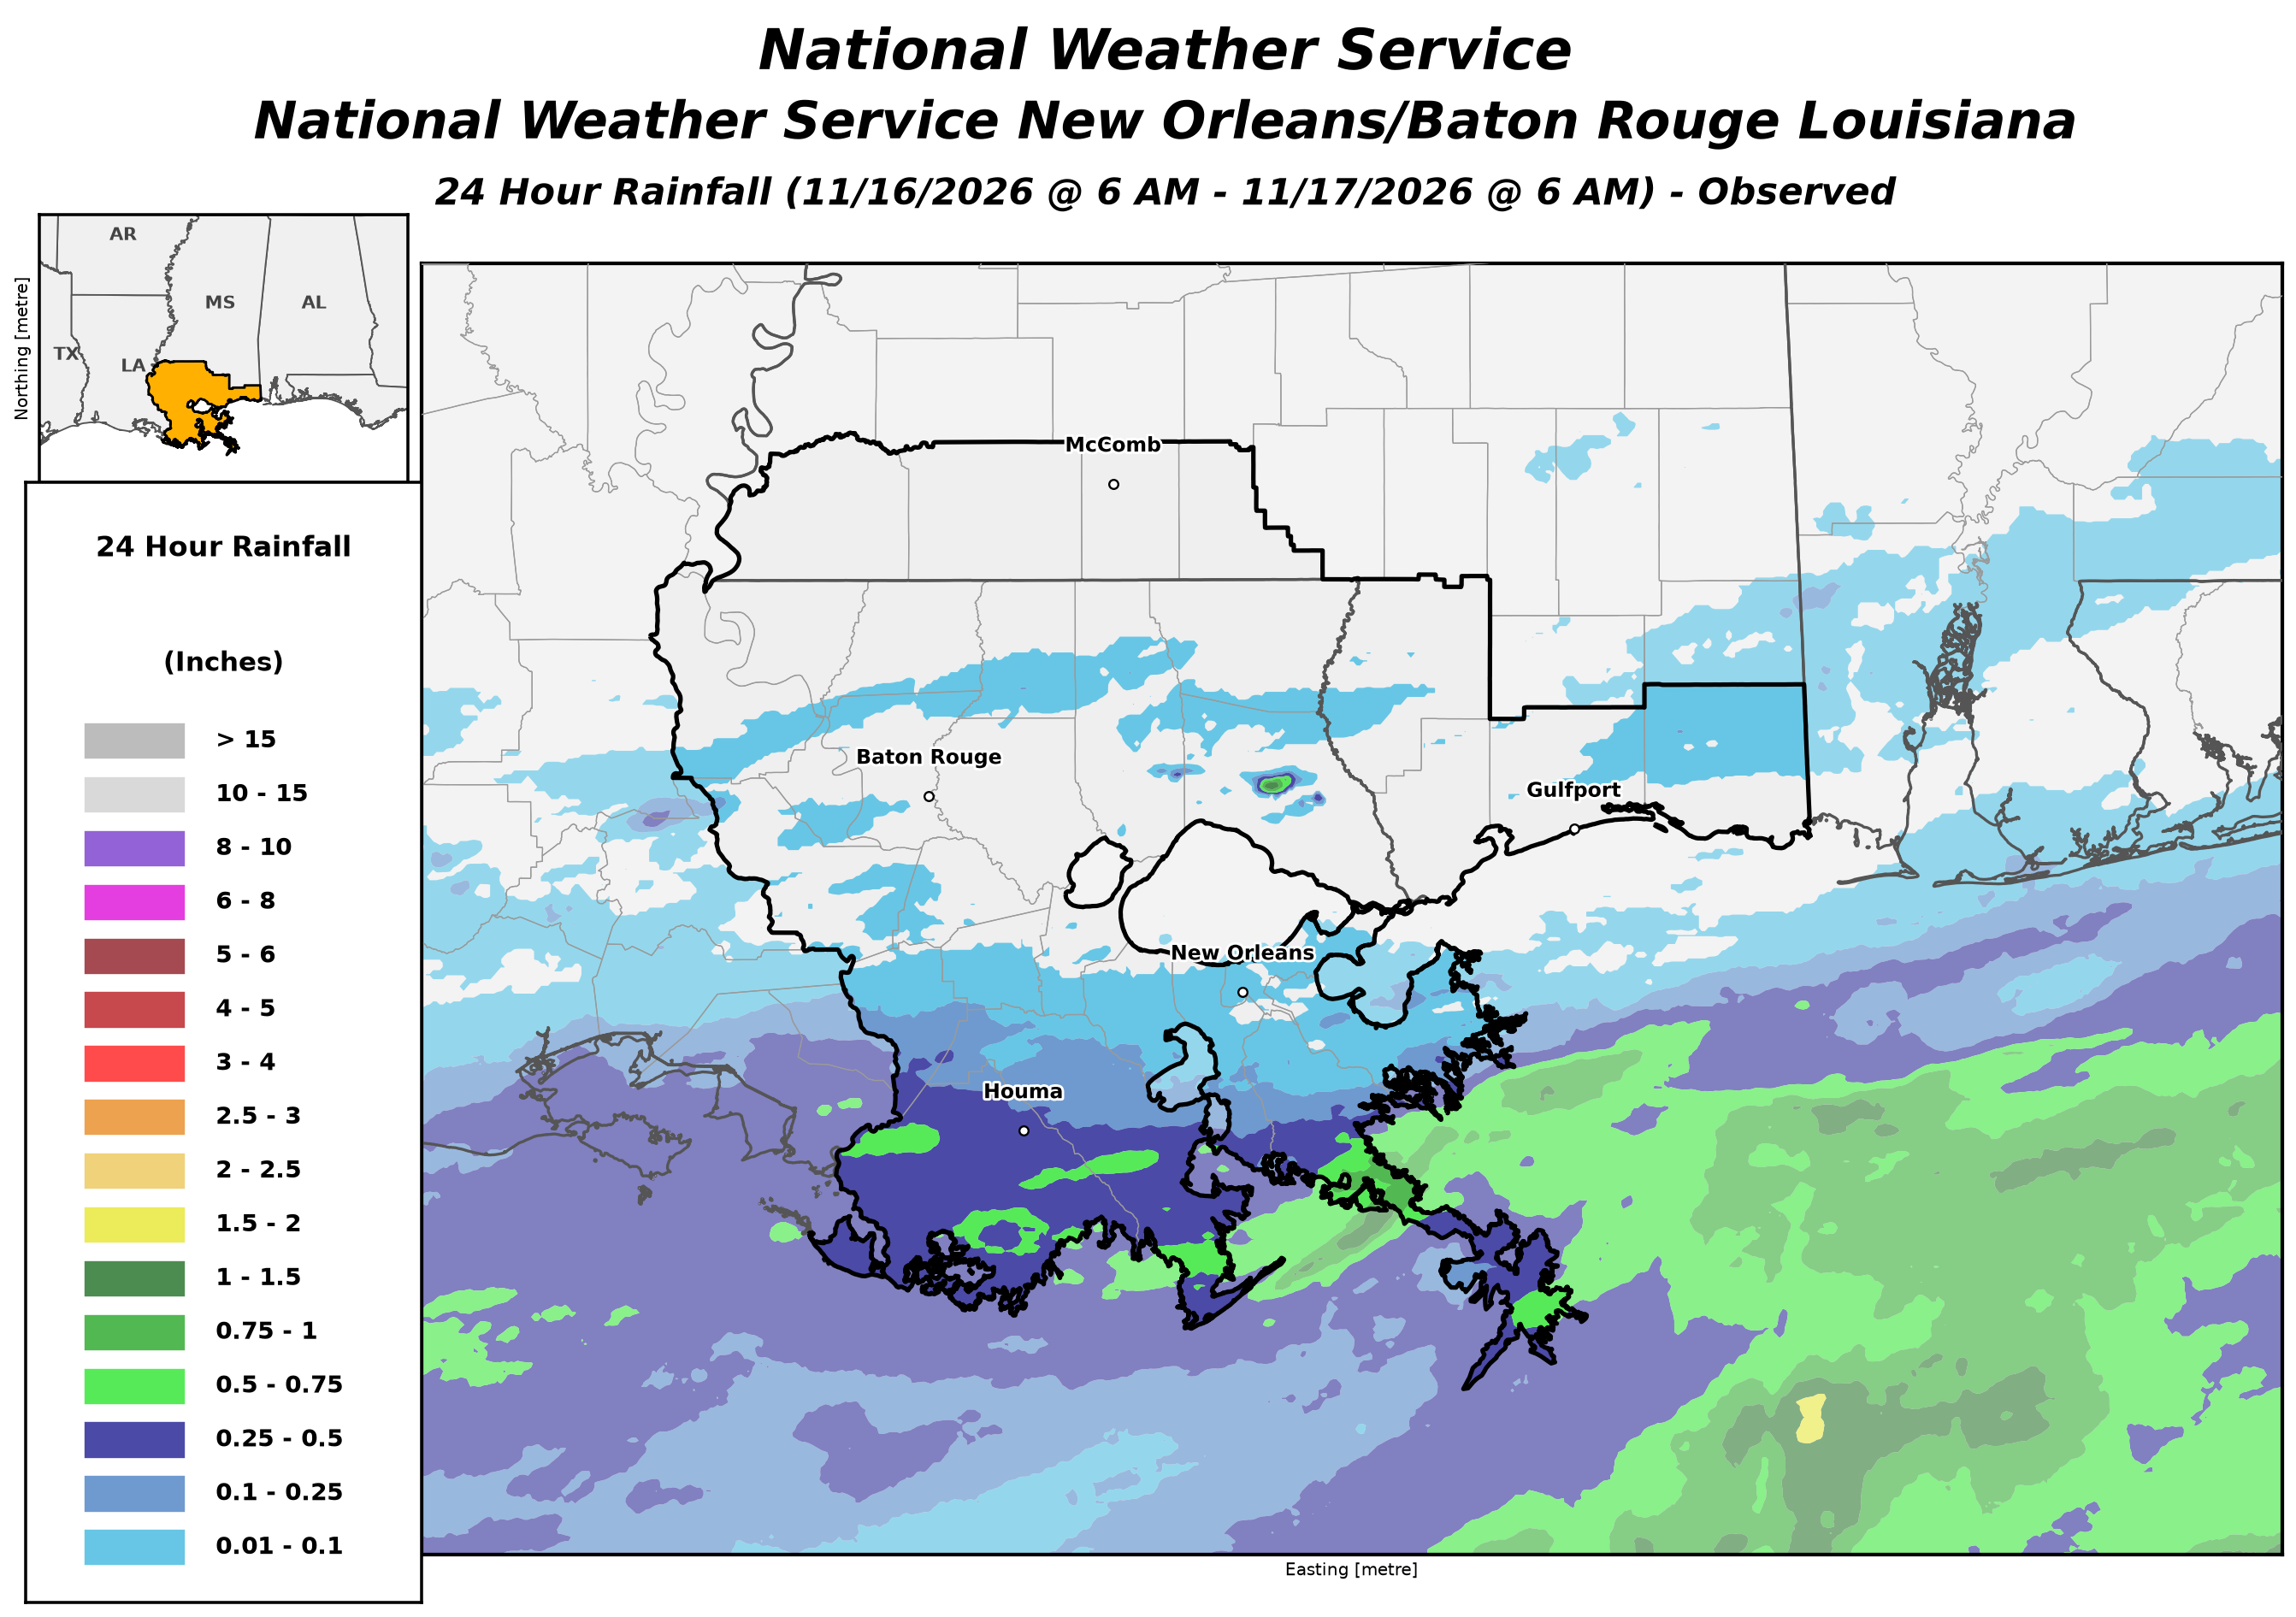 National Weather Service
National Weather Service New Orleans/Baton Rouge Louisiana
24 Hour Rainfall (11/16/2026 @ 6 AM - 11/17/2026 @ 6 AM) - Observed
Northing [metre]
AR
MS
AL
TX
LA
24 Hour Rainfall
(Inches)
> 15
10 - 15
8 - 10
6 - 8
5 - 6
4 - 5
3 - 4
2.5 - 3
2 - 2.5
1.5 - 2
1 - 1.5
0.75 - 1
0.5 - 0.75
0.25 - 0.5
0.1 - 0.25
0.01 - 0.1
McComb
Baton Rouge
Gulfport
New Orleans
Houma
Easting [metre]